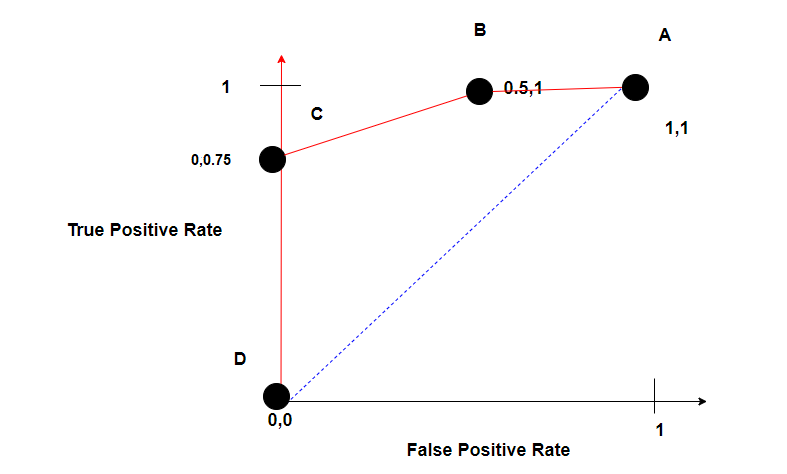 B
A
1
0.5,1
C
1,1
0,0.75
True Positive Rate
D
0,0
1
False Positive Rate